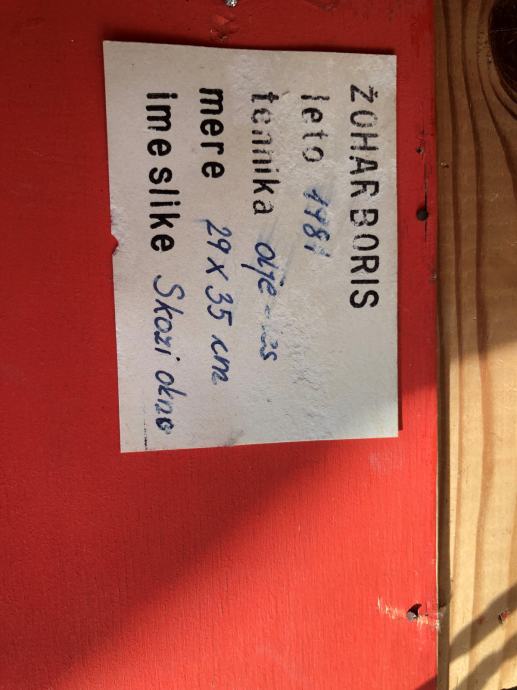 ŽOHAR BORIS
leto 1981
tehnika olje
mere 29 x 35 cm
ime slike Skozi okno